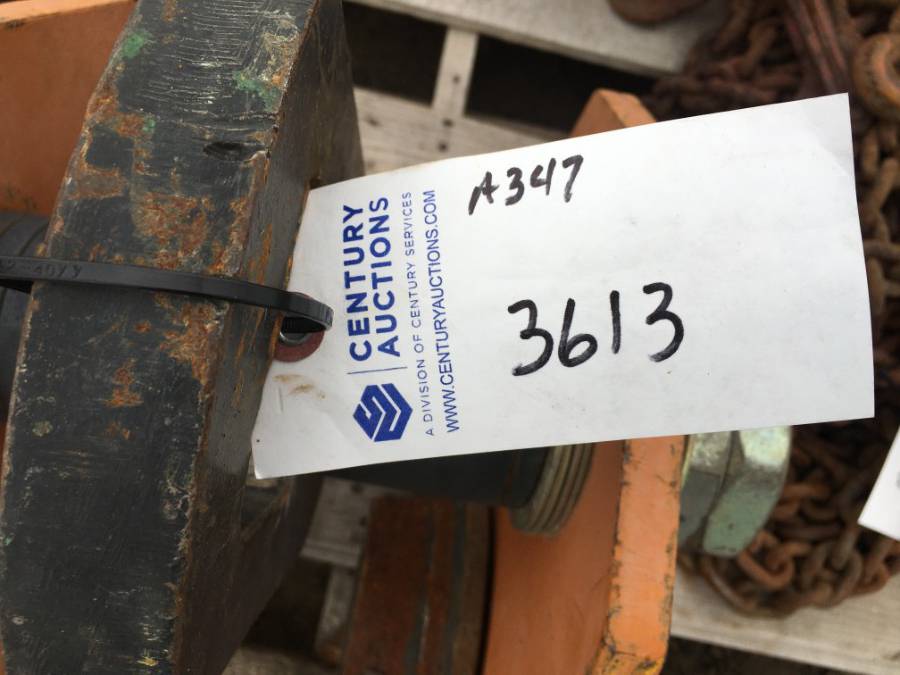 A347
3613
CENTURY
AUCTIONS
A DIVISION OF CENTURY SERVICES
WWW.CENTURYAUCTIONS.COM